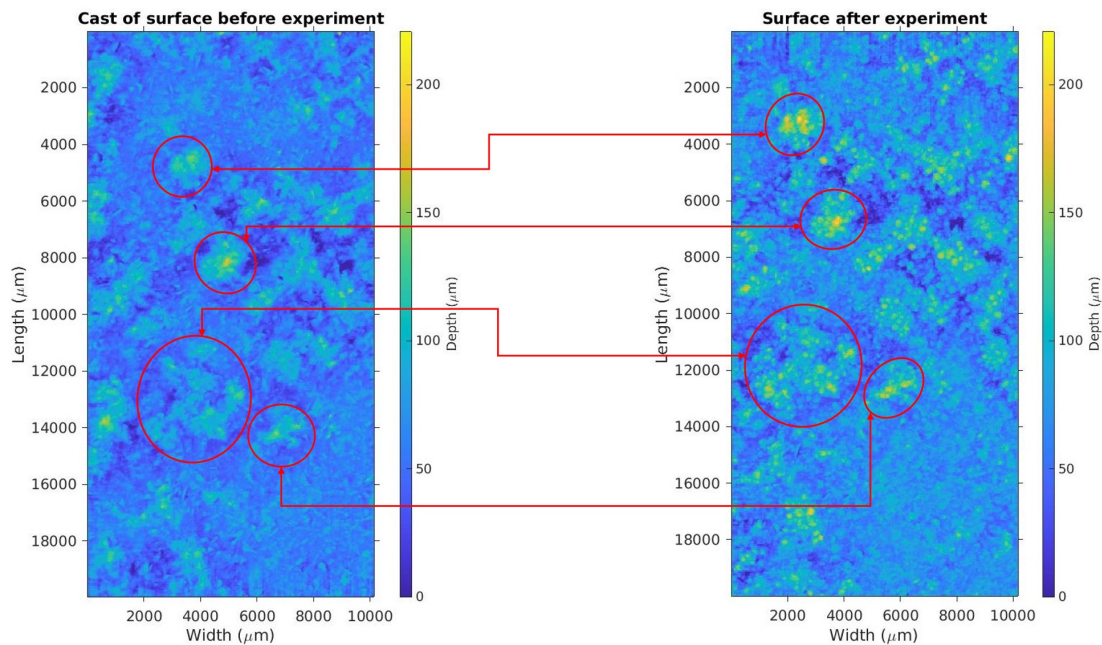 Cast of surface before experiment
2000
4000
6000
8000
10000
12000
14000
16000
18000
Length (μm)
2000 4000 6000 8000 10000
Width (μm)
200
150
100
50
0
Depth (μm)
Surface after experiment
2000
4000
6000
8000
10000
12000
14000
16000
18000
Length (μm)
2000 4000 6000 8000 10000
Width (μm)
200
150
100
50
0
Depth (μm)